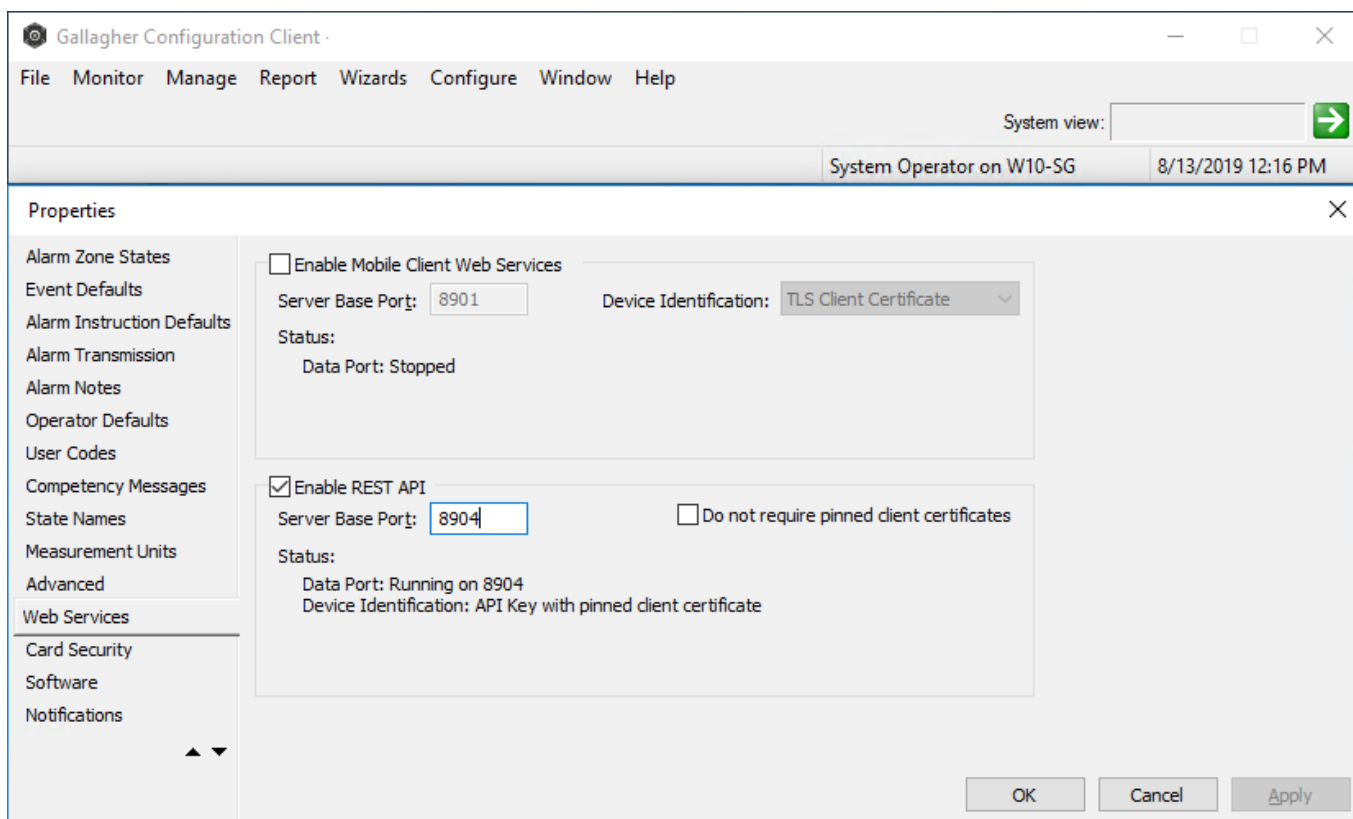 Gallagher Configuration Client -
File Monitor Manage Report Wizards Configure Window Help
System view:
System Operator on W10-SG 8/13/2019 12:16 PM
Properties
Alarm Zone States
Event Defaults
Alarm Instruction Defaults
Alarm Transmission
Alarm Notes
Operator Defaults
User Codes
Competency Messages
State Names
Measurement Units
Advanced
Web Services
Card Security
Software
Notifications
Enable Mobile Client Web Services
Server Base Port: 8901 Device Identification: TLS Client Certificate
Status:
Data Port: Stopped
Enable REST API
Server Base Port: 8904 Do not require pinned client certificates
Status:
Data Port: Running on 8904
Device Identification: API Key with pinned client certificate
OK Cancel Apply